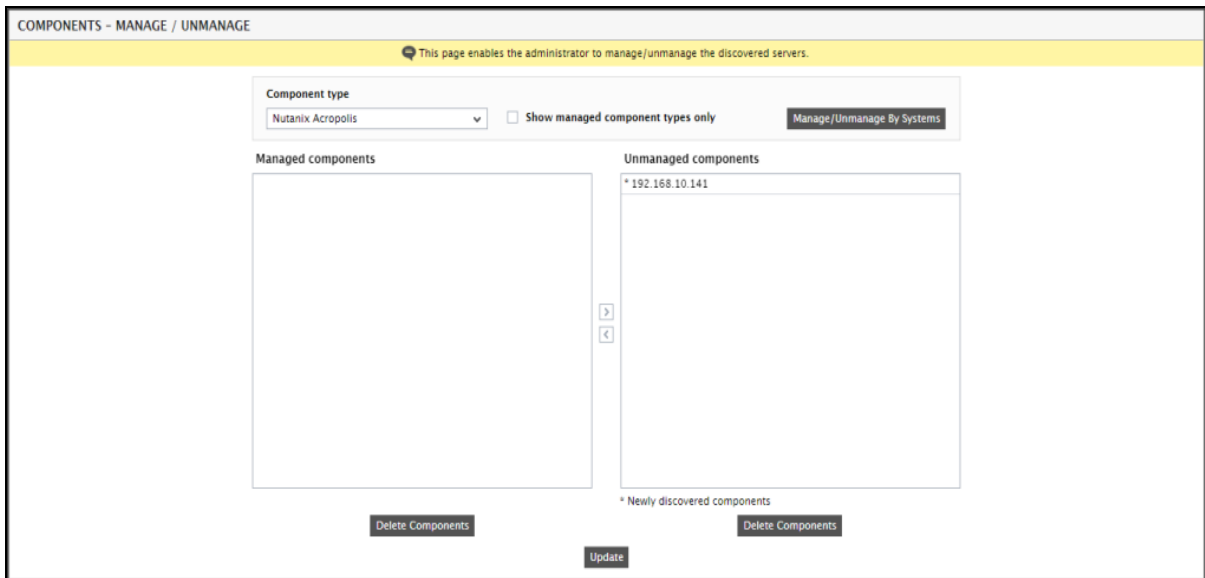 COMPONENTS - MANAGE / UNMANAGE
This page enables the administrator to manage/unmanage the discovered servers.
Component type
Nutanix Acropolis
Show managed component types only
Manage/Unmanage By Systems
Managed components
Unmanaged components
* 192.168.10.141
>
<
* Newly discovered components
Delete Components
Delete Components
Update